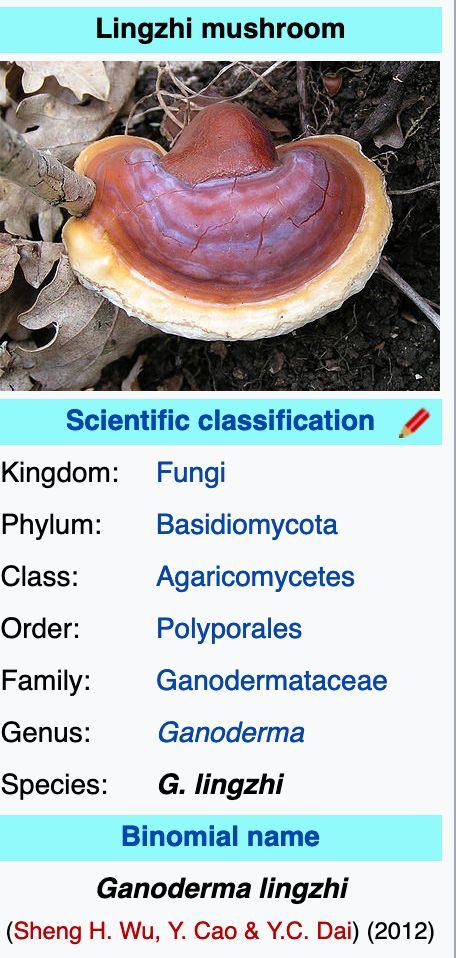 Lingzhi mushroom
Scientific classification
Kingdom: Fungi
Phylum: Basidiomycota
Class: Agaricomycetes
Order: Polyporales
Family: Ganodermataceae
Genus: Ganoderma
Species: G. lingzhi
Binomial name
Ganoderma lingzhi
(Sheng H. Wu, Y. Cao & Y.C. Dai) (2012)